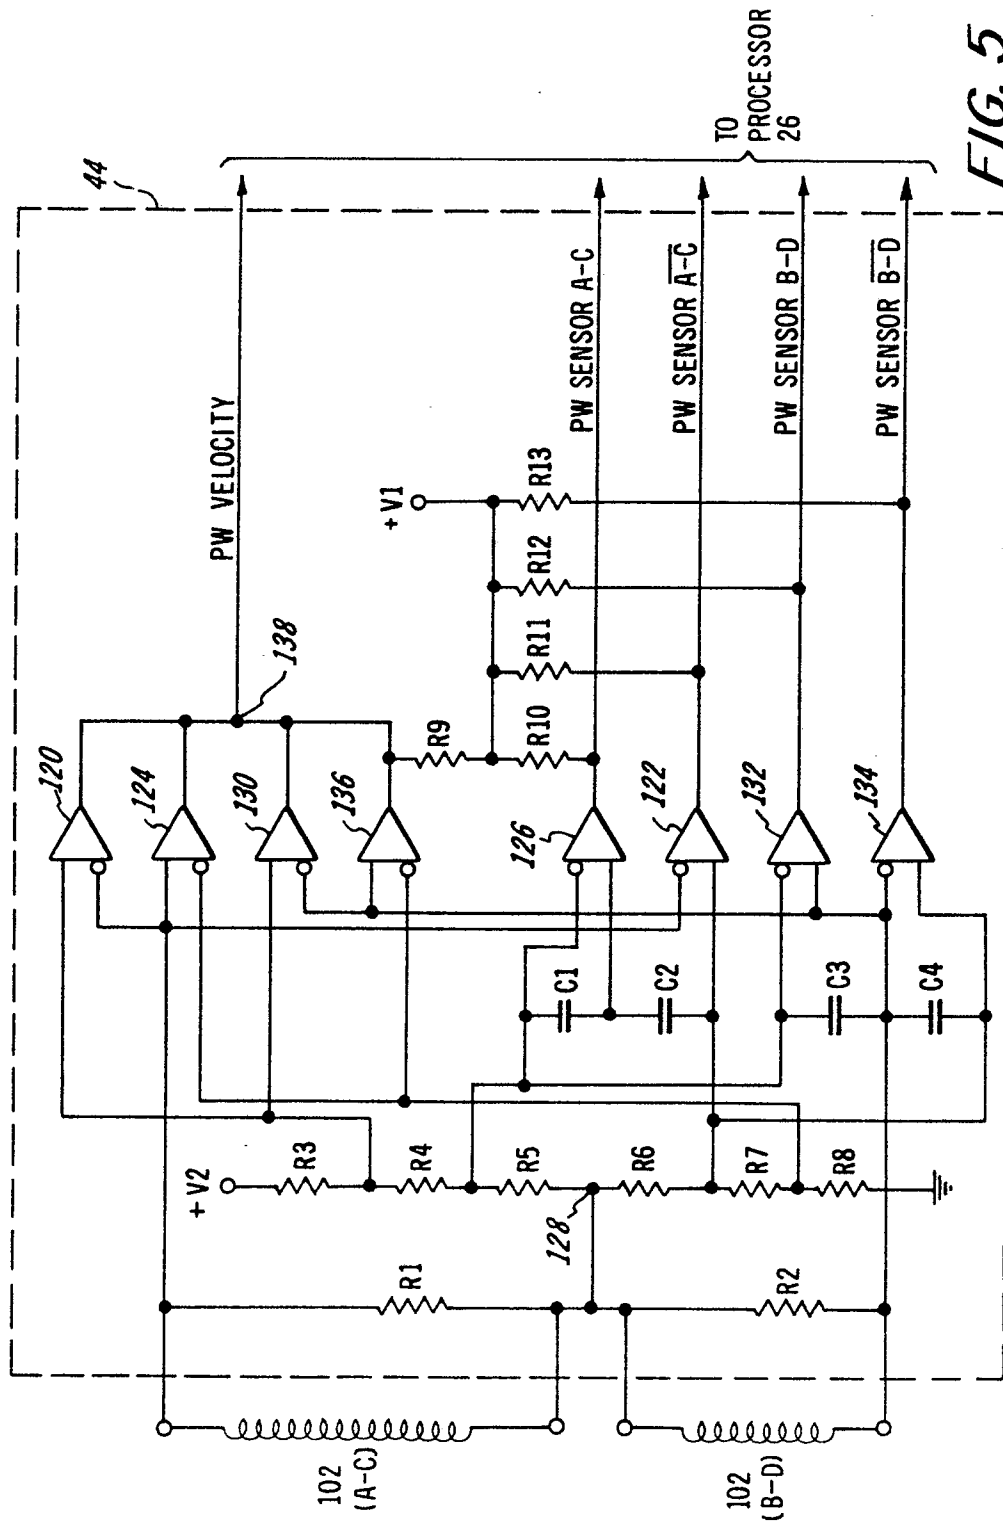 44
120
124
130
136
138
PW VELOCITY
+V2
R3
R4
R5
R6
R7
R8
128
R1
R2
102
(A-C)
102
(B-D)
+V1
R9
R10
R11
R12
R13
C1
C2
C3
C4
126
122
132
134
PW SENSOR A-C
PW SENSOR A̅-̅C̅
PW SENSOR B-D
PW SENSOR B̅-̅D̅
TO
PROCESSOR
26
FIG. 5